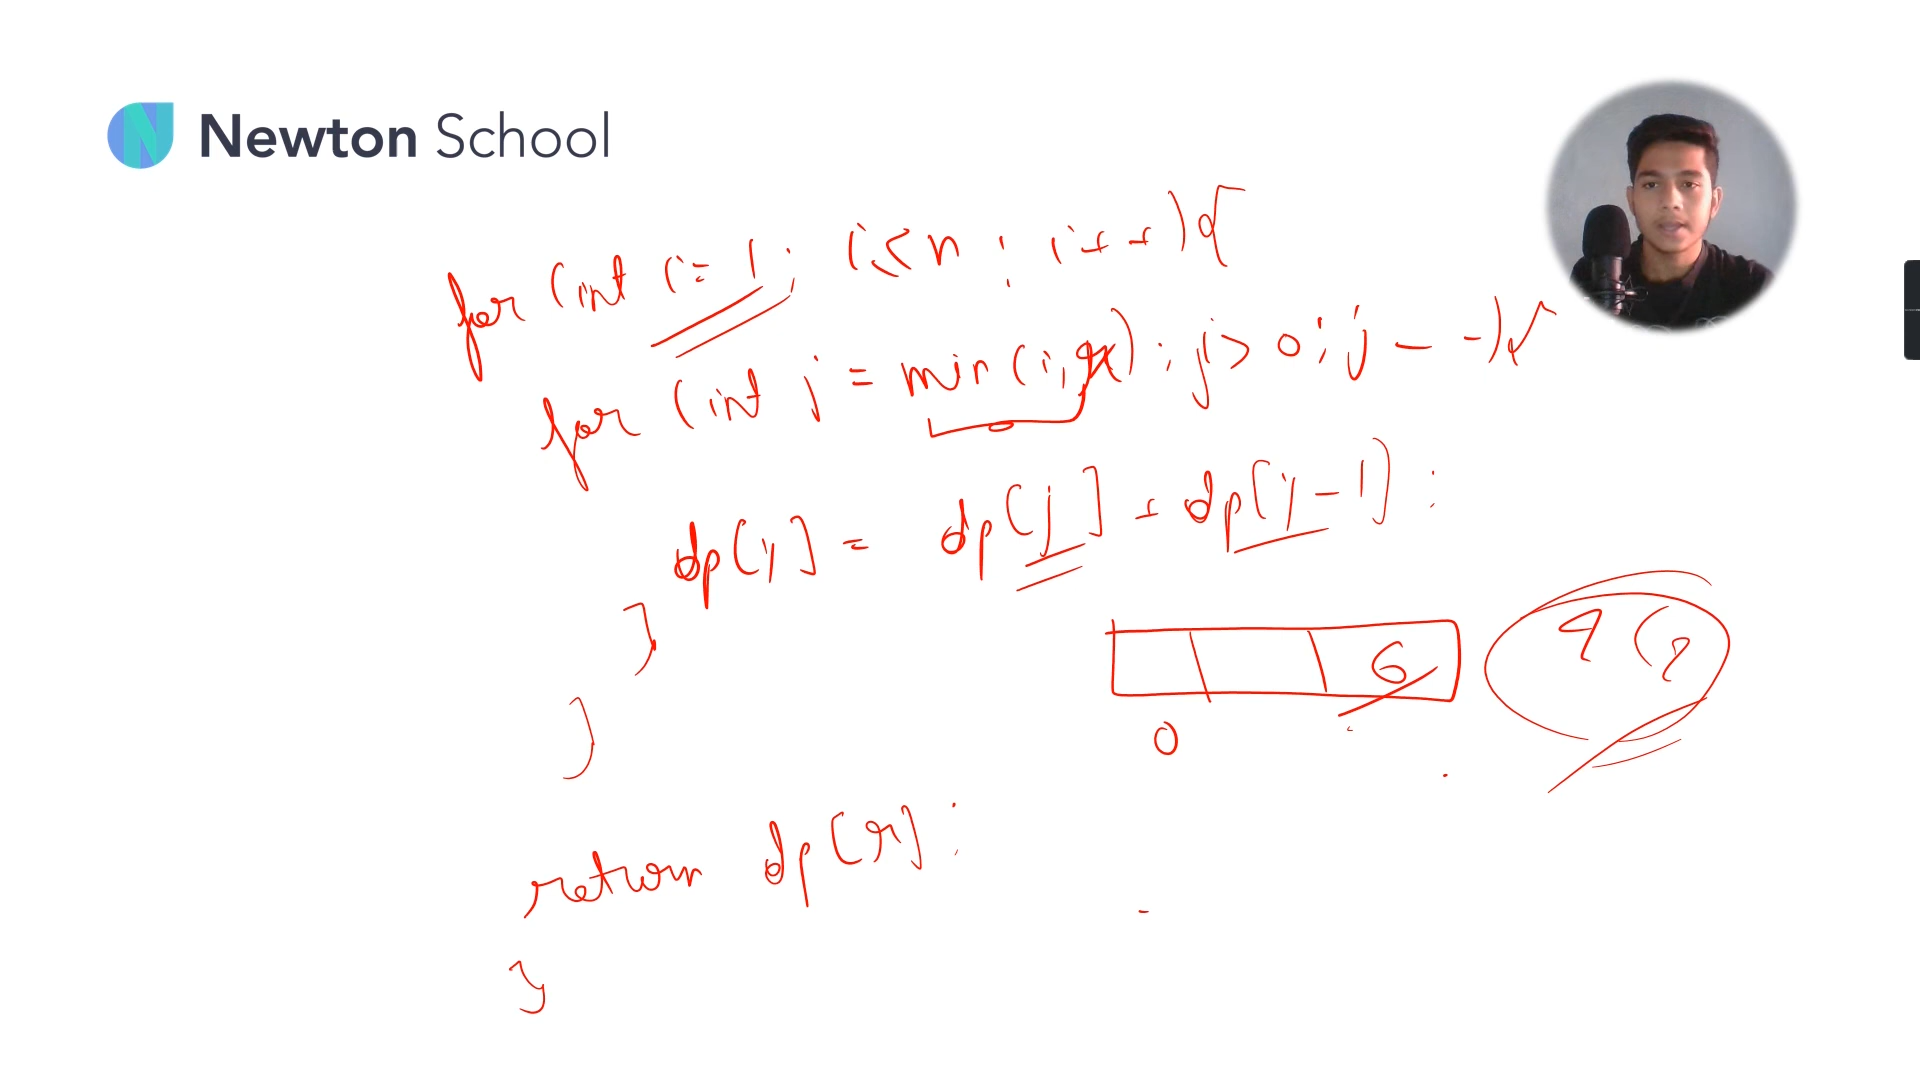 Newton School
for (int i = 1; i < n; i++){
for (int j = min(i, r); j > 0; j--){
dp[j] = dp[j] + dp[j-1];
}
}
6
0
return dp[r];
}